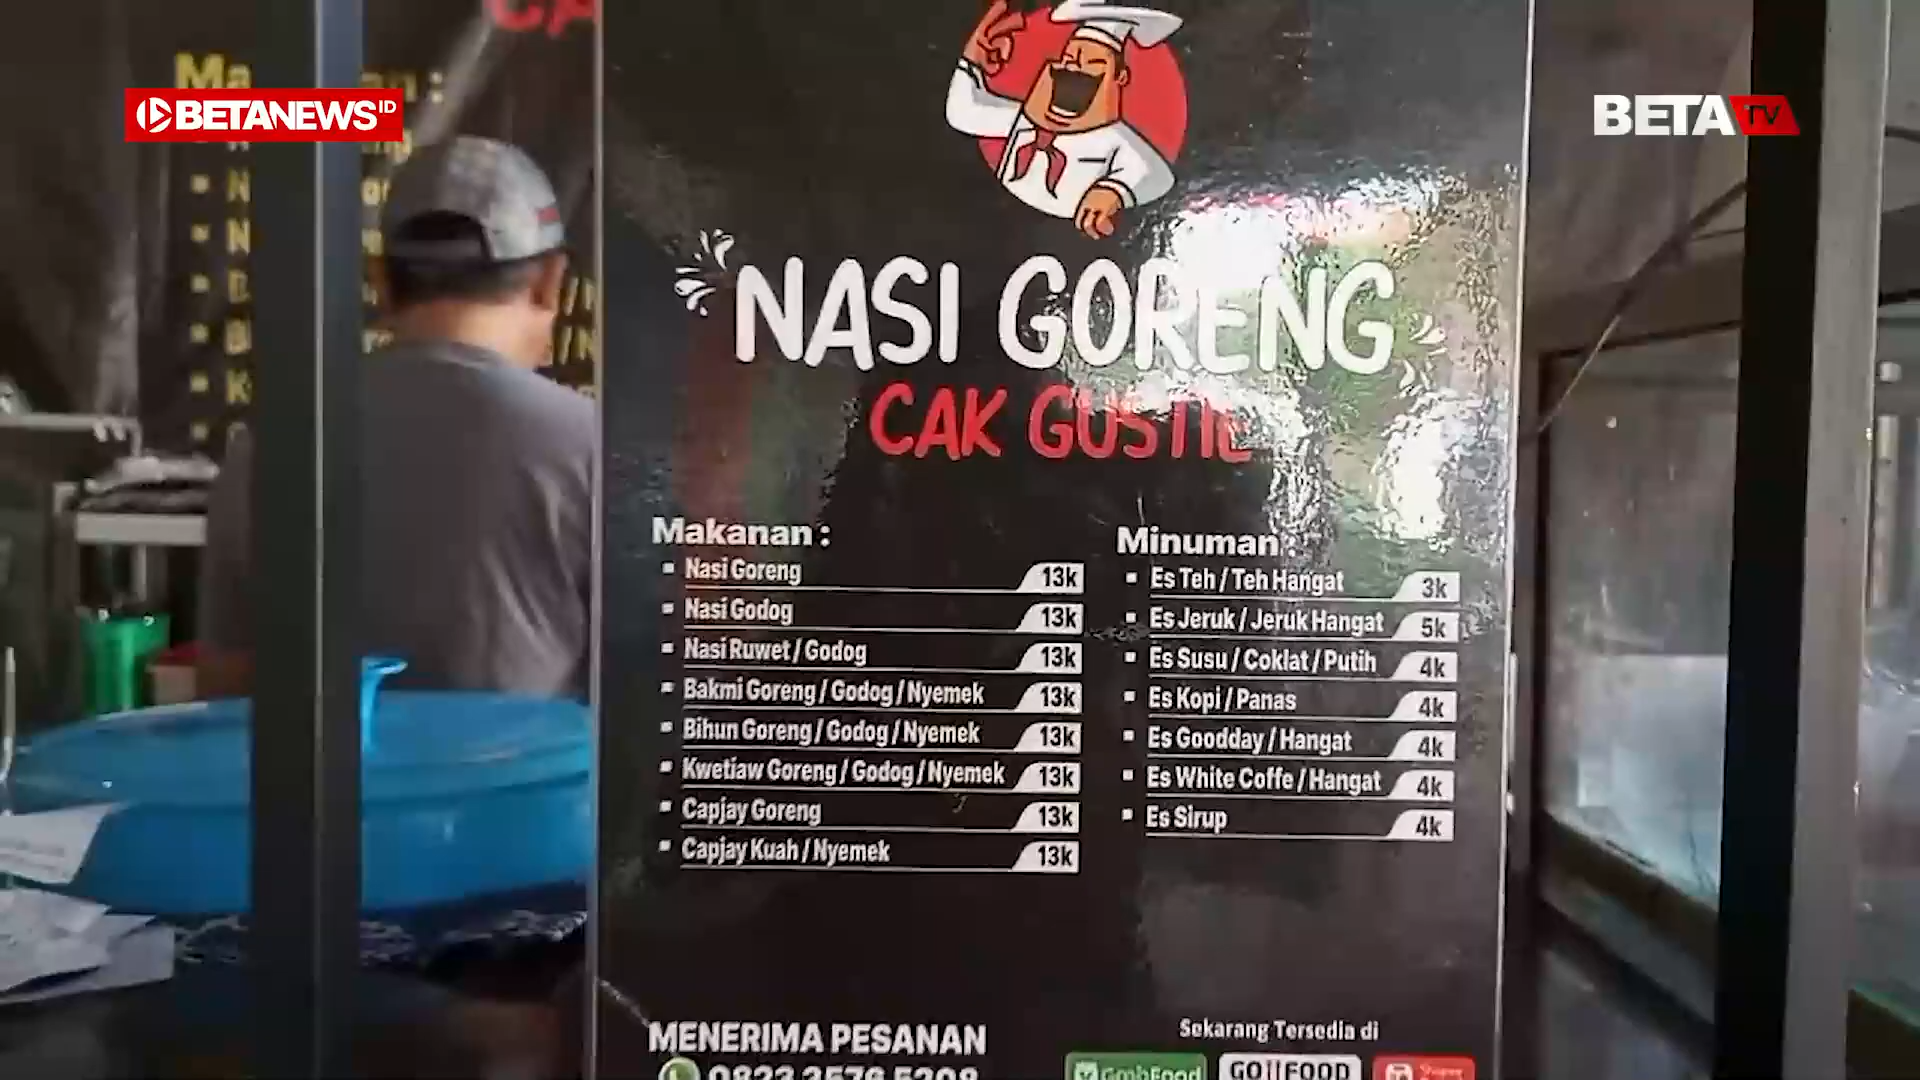 BETANEWS ID
BETA TV
NASI GORENG
CAK GUSTIE
Makanan :
Nasi Goreng 13k
Nasi Godog 13k
Nasi Ruwet / Godog 13k
Bakmi Goreng / Godog / Nyemek 13k
Bihun Goreng / Godog / Nyemek 13k
Kwetiaw Goreng / Godog / Nyemek 13k
Capjay Goreng 13k
Capjay Kuah / Nyemek 13k
Minuman :
Es Teh / Teh Hangat 3k
Es Jeruk / Jeruk Hangat 5k
Es Susu / Coklat / Putih 4k
Es Kopi / Panas 4k
Es Goodday / Hangat 4k
Es White Coffe / Hangat 4k
Es Sirup 4k
MENERIMA PESANAN
Sekarang Tersedia di
GrabFood
GOFOOD